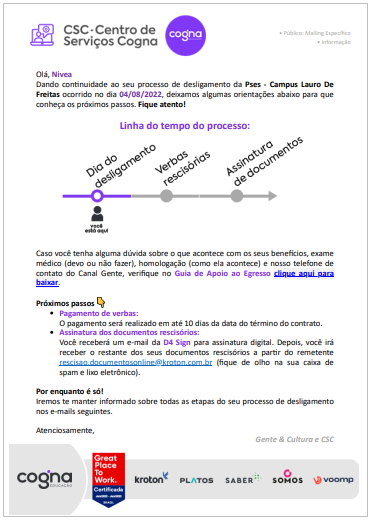 CSC - Centro de
Serviços Cogna
cogna
EDUCAÇÃO
• Público: Mailing Específico
• Informação
Olá, Nivea
Dando continuidade ao seu processo de desligamento da Pses - Campus Lauro De
Freitas ocorrido no dia 04/08/2022, deixamos algumas orientações abaixo para que
conheça os próximos passos. Fique atento!
Linha do tempo do processo:
Dia do
desligamento
Verbas
rescisórias
Assinatura
de documentos
você
está aqui
Caso você tenha alguma dúvida sobre o que acontece com os seus benefícios, exame
médico (devo ou não fazer), homologação (como ela acontece) e nosso telefone de
contato do Canal Gente, verifique no Guia de Apoio ao Egresso clique aqui para
baixar.
Próximos passos
• Pagamento de verbas:
O pagamento será realizado em até 10 dias da data do término do contrato.
• Assinatura dos documentos rescisórios:
Você receberá um e-mail da D4 Sign para assinatura digital. Depois, você irá
receber o restante dos seus documentos rescisórios a partir do remetente
rescisao.documentosonline@kroton.com.br (fique de olho na sua caixa de
spam e lixo eletrônico).
Por enquanto é só!
Iremos te manter informado sobre todas as etapas do seu processo de desligamento
nos e-mails seguintes.
Atenciosamente,
Gente & Cultura e CSC
cogna
EDUCAÇÃO
Great
Place
To
Work.
Certificada
BRASIL
kroton
PLATOS
SABER
SOMOS
voomp